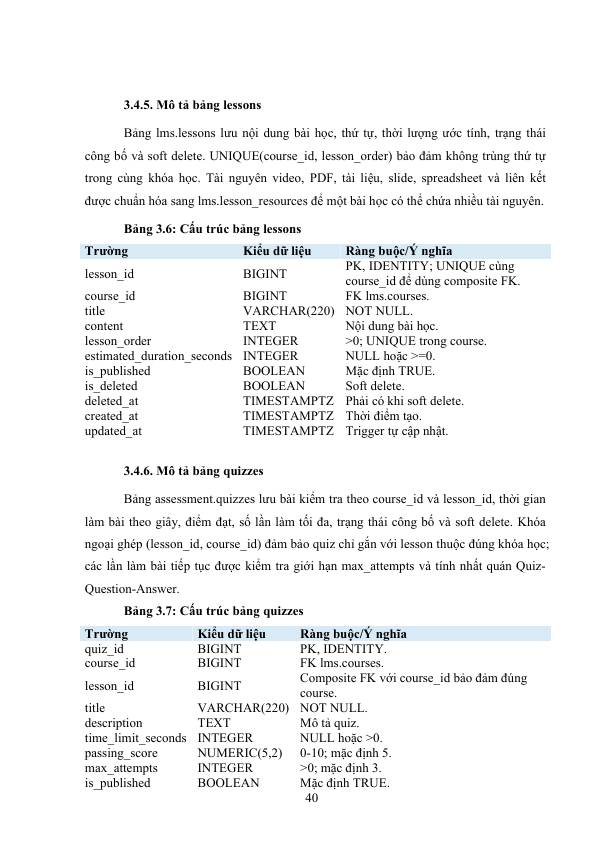 3.4.5. Mô tả bảng lessons
Bảng lms.lessons lưu nội dung bài học, thứ tự, thời lượng ước tính, trạng thái
công bố và soft delete. UNIQUE(course_id, lesson_order) bảo đảm không trùng thứ tự
trong cùng khóa học. Tài nguyên video, PDF, tài liệu, slide, spreadsheet và liên kết
được chuẩn hóa sang lms.lesson_resources để một bài học có thể chứa nhiều tài nguyên.
Bảng 3.6: Cấu trúc bảng lessons
Trường Kiểu dữ liệu Ràng buộc/Ý nghĩa
lesson_id BIGINT PK, IDENTITY; UNIQUE cùng
course_id để dùng composite FK.
course_id BIGINT FK lms.courses.
title VARCHAR(220) NOT NULL.
content TEXT Nội dung bài học.
lesson_order INTEGER >0; UNIQUE trong course.
estimated_duration_seconds INTEGER NULL hoặc >=0.
is_published BOOLEAN Mặc định TRUE.
is_deleted BOOLEAN Soft delete.
deleted_at TIMESTAMPTZ Phải có khi soft delete.
created_at TIMESTAMPTZ Thời điểm tạo.
updated_at TIMESTAMPTZ Trigger tự cập nhật.
3.4.6. Mô tả bảng quizzes
Bảng assessment.quizzes lưu bài kiểm tra theo course_id và lesson_id, thời gian
làm bài theo giây, điểm đạt, số lần làm tối đa, trạng thái công bố và soft delete. Khóa
ngoại ghép (lesson_id, course_id) đảm bảo quiz chỉ gắn với lesson thuộc đúng khóa học;
các lần làm bài tiếp tục được kiểm tra giới hạn max_attempts và tính nhất quán Quiz-
Question-Answer.
Bảng 3.7: Cấu trúc bảng quizzes
Trường Kiểu dữ liệu Ràng buộc/Ý nghĩa
quiz_id BIGINT PK, IDENTITY.
course_id BIGINT FK lms.courses.
lesson_id BIGINT Composite FK với course_id bảo đảm đúng
course.
title VARCHAR(220) NOT NULL.
description TEXT Mô tả quiz.
time_limit_seconds INTEGER NULL hoặc >0.
passing_score NUMERIC(5,2) 0-10; mặc định 5.
max_attempts INTEGER >0; mặc định 3.
is_published BOOLEAN Mặc định TRUE.
40